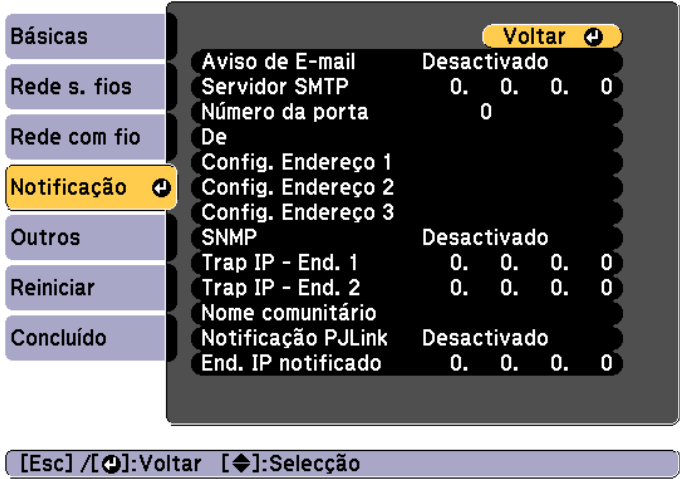 Básicas
Rede s. fios
Rede com fio
Notificação
Outros
Reiniciar
Concluído
Voltar
Aviso de E-mail Desactivado
Servidor SMTP 0. 0. 0. 0
Número da porta 0
De
Config. Endereço 1
Config. Endereço 2
Config. Endereço 3
SNMP Desactivado
Trap IP - End. 1 0. 0. 0. 0
Trap IP - End. 2 0. 0. 0. 0
Nome comunitário
Notificação PJLink Desactivado
End. IP notificado 0. 0. 0. 0
[Esc] /[⏎]:Voltar [◆]:Selecção